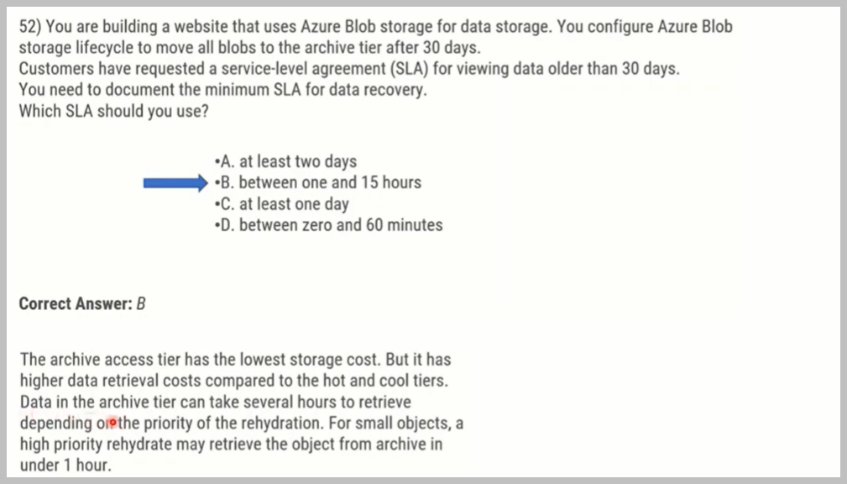 52) You are building a website that uses Azure Blob storage for data storage. You configure Azure Blob
storage lifecycle to move all blobs to the archive tier after 30 days.
Customers have requested a service-level agreement (SLA) for viewing data older than 30 days.
You need to document the minimum SLA for data recovery.
Which SLA should you use?
•A. at least two days
•B. between one and 15 hours
•C. at least one day
•D. between zero and 60 minutes
Correct Answer: B
The archive access tier has the lowest storage cost. But it has
higher data retrieval costs compared to the hot and cool tiers.
Data in the archive tier can take several hours to retrieve
depending on the priority of the rehydration. For small objects, a
high priority rehydrate may retrieve the object from archive in
under 1 hour.